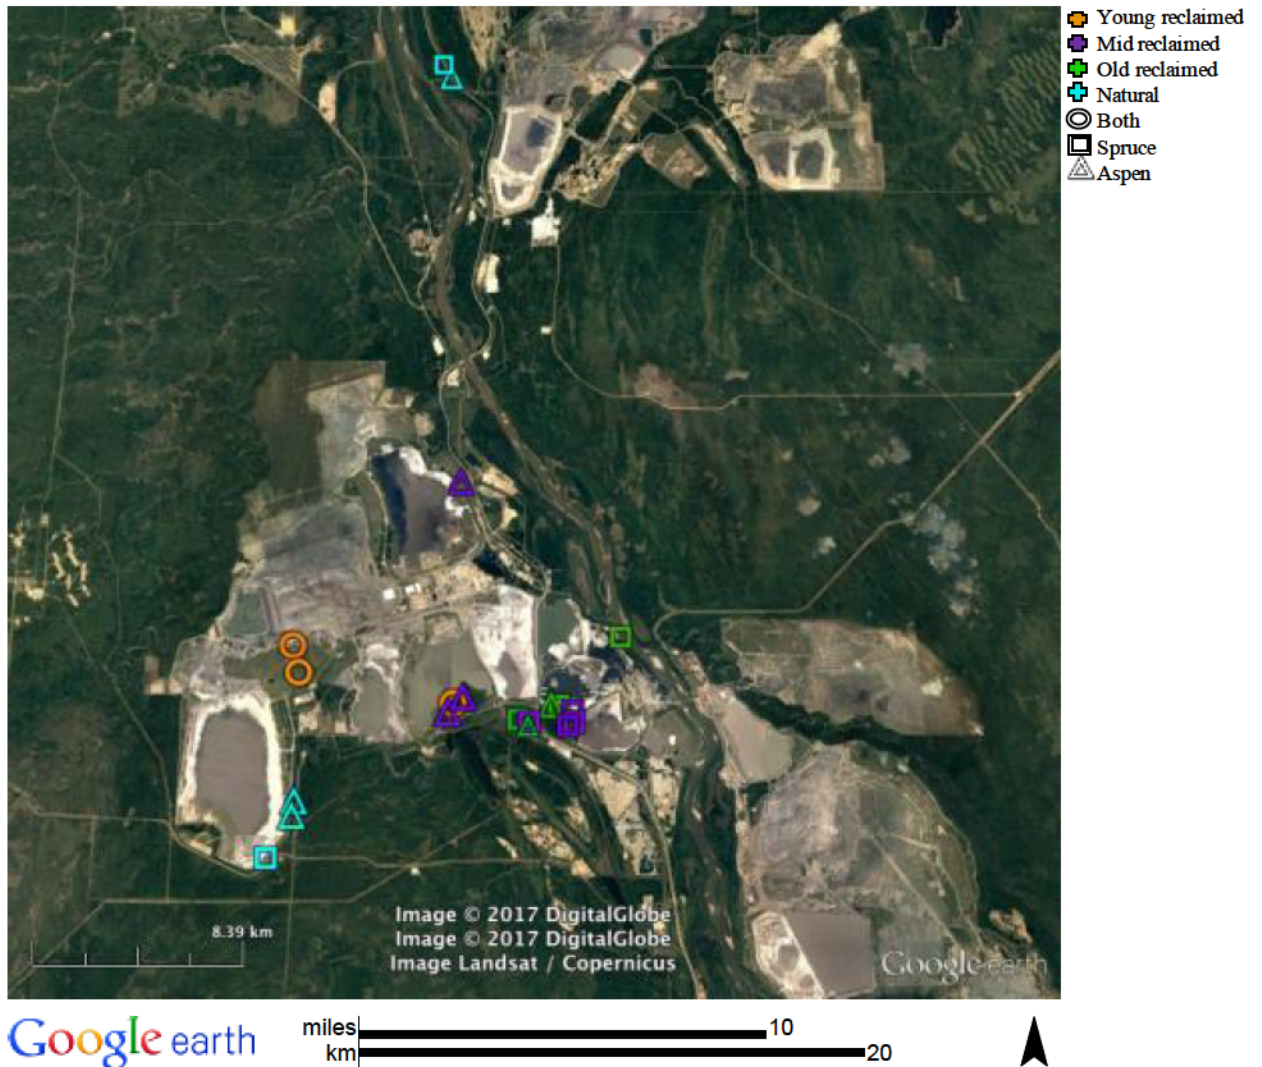 Young reclaimed
Mid reclaimed
Old reclaimed
Natural
Both
Spruce
Aspen
8.39 km
Image © 2017 DigitalGlobe
Image © 2017 DigitalGlobe
Image Landsat / Copernicus
Google earth
Google earth
miles 10
km 20